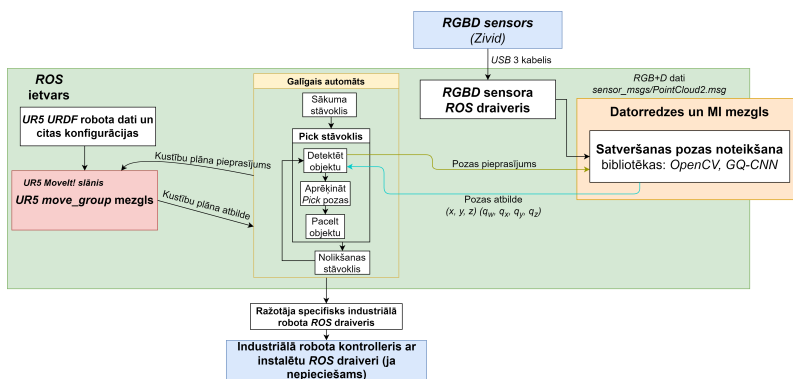 RGBD sensors
(Zivid)
USB 3 kabelis
ROS
ietvars
Galīgais automāts
RGB+D dati
sensor_msgs/PointCloud2.msg
RGBD sensora
ROS draiveris
Sākuma
stāvoklis
UR5 URDF robota dati un
citas konfigurācijas
Datorredzes un MI mezgls
Pick stāvoklis
Satveršanas pozas noteikšana
bibliotēkas: OpenCV, GQ-CNN
Detektēt
objektu
Kustību plāna pieprasījums
Pozas pieprasījums
UR5 MoveIt! slānis
UR5 move_group mezgls
Aprēķināt
Pick pozas
Kustību plāna atbilde
Pozas atbilde
(x, y, z) (qw, qx, qy, qz)
Pacelt
objektu
Nolikšanas
stāvoklis
Ražotāja specifisks industriālā
robota ROS draiveris
Industriālā robota kontrolleris ar
instalētu ROS draiveri (ja
nepieciešams)